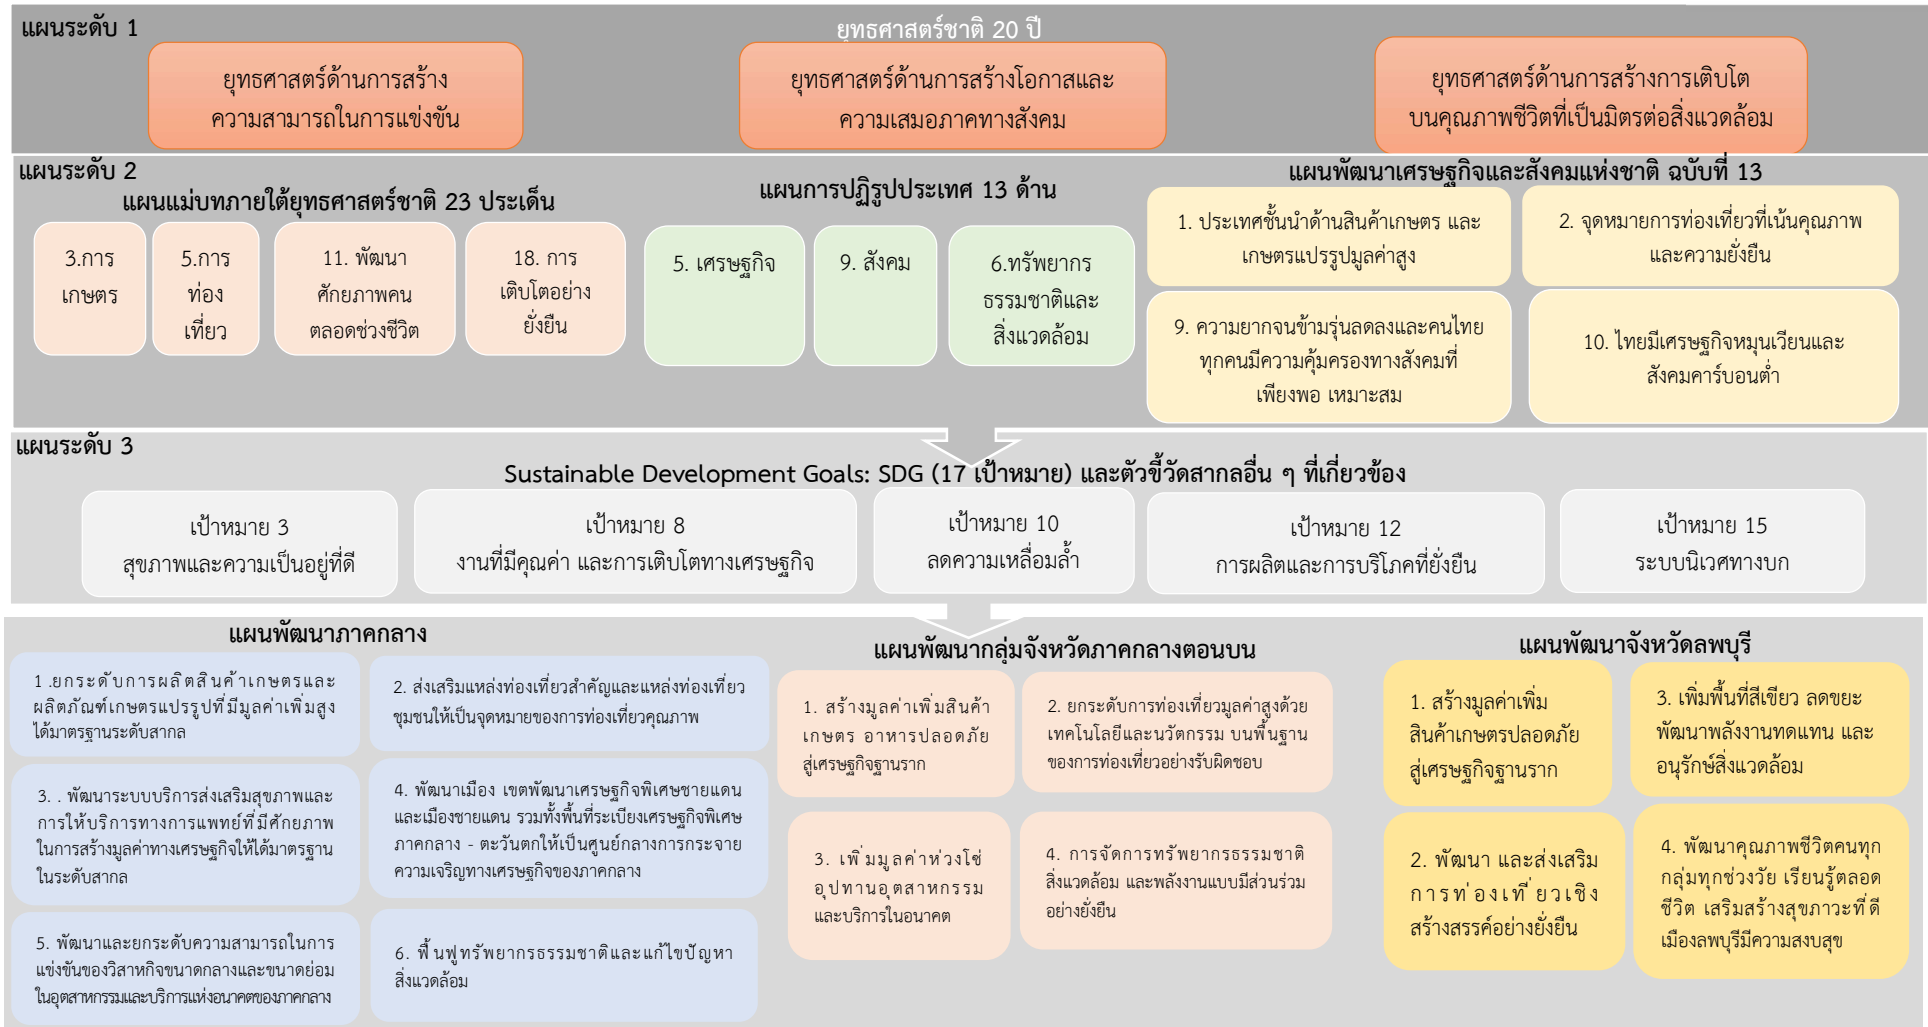 แผนระดับ 1
ยุทธศาสตร์ชาติ 20 ปี
ยุทธศาสตร์ด้านการสร้าง
ความสามารถในการแข่งขัน
ยุทธศาสตร์ด้านการสร้างโอกาสและ
ความเสมอภาคทางสังคม
ยุทธศาสตร์ด้านการสร้างการเติบโต
บนคุณภาพชีวิตที่เป็นมิตรต่อสิ่งแวดล้อม
แผนระดับ 2
แผนแม่บทภายใต้ยุทธศาสตร์ชาติ 23 ประเด็น
3.การ
เกษตร
5.การ
ท่อง
เที่ยว
11. พัฒนา
ศักยภาพคน
ตลอดช่วงชีวิต
18. การ
เติบโตอย่าง
ยั่งยืน
แผนการปฏิรูปประเทศ 13 ด้าน
5. เศรษฐกิจ
9. สังคม
6.ทรัพยากร
ธรรมชาติและ
สิ่งแวดล้อม
แผนพัฒนาเศรษฐกิจและสังคมแห่งชาติ ฉบับที่ 13
1. ประเทศชั้นนำด้านสินค้าเกษตร และ
เกษตรแปรรูปมูลค่าสูง
2. จุดหมายการท่องเที่ยวที่เน้นคุณภาพ
และความยั่งยืน
9. ความยากจนข้ามรุ่นลดลงและคนไทย
ทุกคนมีความคุ้มครองทางสังคมที่
เพียงพอ เหมาะสม
10. ไทยมีเศรษฐกิจหมุนเวียนและ
สังคมคาร์บอนต่ำ
แผนระดับ 3
Sustainable Development Goals: SDG (17 เป้าหมาย) และตัวชี้วัดสากลอื่น ๆ ที่เกี่ยวข้อง
เป้าหมาย 3
สุขภาพและความเป็นอยู่ที่ดี
เป้าหมาย 8
งานที่มีคุณค่า และการเติบโตทางเศรษฐกิจ
เป้าหมาย 10
ลดความเหลื่อมล้ำ
เป้าหมาย 12
การผลิตและการบริโภคที่ยั่งยืน
เป้าหมาย 15
ระบบนิเวศทางบก
แผนพัฒนาภาคกลาง
1 .ยกระดับการผลิตสินค้าเกษตรและ
ผลิตภัณฑ์เกษตรแปรรูปที่มีมูลค่าเพิ่มสูง
ได้มาตรฐานระดับสากล
2. ส่งเสริมแหล่งท่องเที่ยวสำคัญและแหล่งท่องเที่ยว
ชุมชนให้เป็นจุดหมายของการท่องเที่ยวคุณภาพ
3. . พัฒนาระบบบริการส่งเสริมสุขภาพและ
การให้บริการทางการแพทย์ที่มีศักยภาพ
ในการสร้างมูลค่าทางเศรษฐกิจให้ได้มาตรฐาน
ในระดับสากล
4. พัฒนาเมือง เขตพัฒนาเศรษฐกิจพิเศษชายแดน
และเมืองชายแดน รวมทั้งพื้นที่ระเบียงเศรษฐกิจพิเศษ
ภาคกลาง - ตะวันตกให้เป็นศูนย์กลางการกระจาย
ความเจริญทางเศรษฐกิจของภาคกลาง
5. พัฒนาและยกระดับความสามารถในการ
แข่งขันของวิสาหกิจขนาดกลางและขนาดย่อม
ในอุตสาหกรรมและบริการแห่งอนาคตของภาคกลาง
6. ฟื้นฟูทรัพยากรธรรมชาติและแก้ไขปัญหา
สิ่งแวดล้อม
แผนพัฒนากลุ่มจังหวัดภาคกลางตอนบน
1. สร้างมูลค่าเพิ่มสินค้า
เกษตร อาหารปลอดภัย
สู่เศรษฐกิจฐานราก
2. ยกระดับการท่องเที่ยวมูลค่าสูงด้วย
เทคโนโลยีและนวัตกรรม บนพื้นฐาน
ของการท่องเที่ยวอย่างรับผิดชอบ
3. เพิ่มมูลค่าห่วงโซ่
อุปทานอุตสาหกรรม
และบริการในอนาคต
4. การจัดการทรัพยากรธรรมชาติ
สิ่งแวดล้อม และพลังงานแบบมีส่วนร่วม
อย่างยั่งยืน
แผนพัฒนาจังหวัดลพบุรี
1. สร้างมูลค่าเพิ่ม
สินค้าเกษตรปลอดภัย
สู่เศรษฐกิจฐานราก
3. เพิ่มพื้นที่สีเขียว ลดขยะ
พัฒนาพลังงานทดแทน และ
อนุรักษ์สิ่งแวดล้อม
2. พัฒนา และส่งเสริม
การท่องเที่ยวเชิง
สร้างสรรค์อย่างยั่งยืน
4. พัฒนาคุณภาพชีวิตคนทุก
กลุ่มทุกช่วงวัย เรียนรู้ตลอด
ชีวิต เสริมสร้างสุขภาวะที่ดี
เมืองลพบุรีมีความสงบสุข